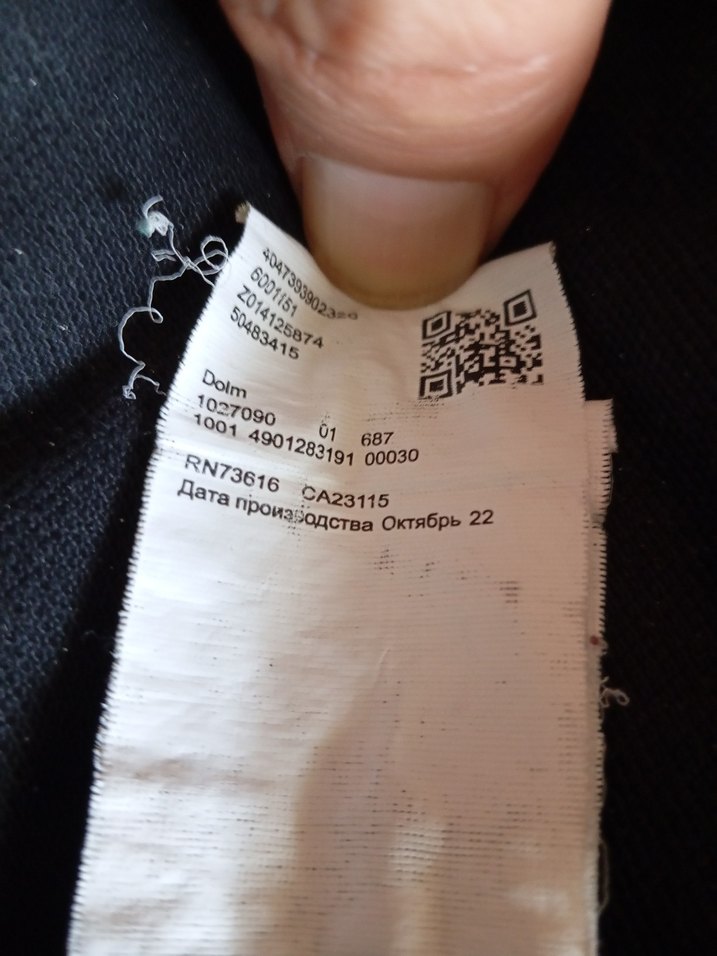 6001151
Z014125874
50483415
Dolm
1027090 01 687
1001 4901283191 00030
RN73616 CA23115
Дата производства Октябрь 22